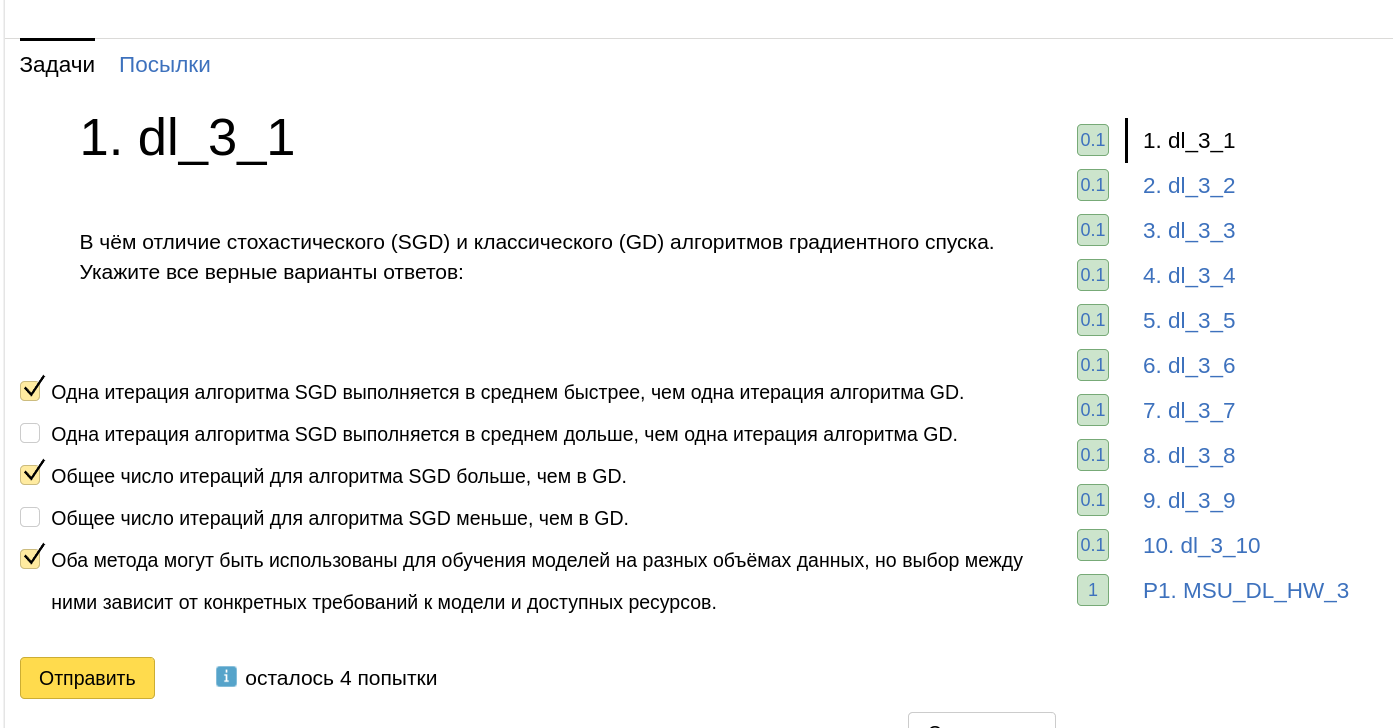 Задачи Посылки
1. dl_3_1
В чём отличие стохастического (SGD) и классического (GD) алгоритмов градиентного спуска.
Укажите все верные варианты ответов:
Одна итерация алгоритма SGD выполняется в среднем быстрее, чем одна итерация алгоритма GD.
Одна итерация алгоритма SGD выполняется в среднем дольше, чем одна итерация алгоритма GD.
Общее число итераций для алгоритма SGD больше, чем в GD.
Общее число итераций для алгоритма SGD меньше, чем в GD.
Оба метода могут быть использованы для обучения моделей на разных объёмах данных, но выбор между
ними зависит от конкретных требований к модели и доступных ресурсов.
Отправить
i осталось 4 попытки
0.1 1. dl_3_1
0.1 2. dl_3_2
0.1 3. dl_3_3
0.1 4. dl_3_4
0.1 5. dl_3_5
0.1 6. dl_3_6
0.1 7. dl_3_7
0.1 8. dl_3_8
0.1 9. dl_3_9
0.1 10. dl_3_10
1 P1. MSU_DL_HW_3